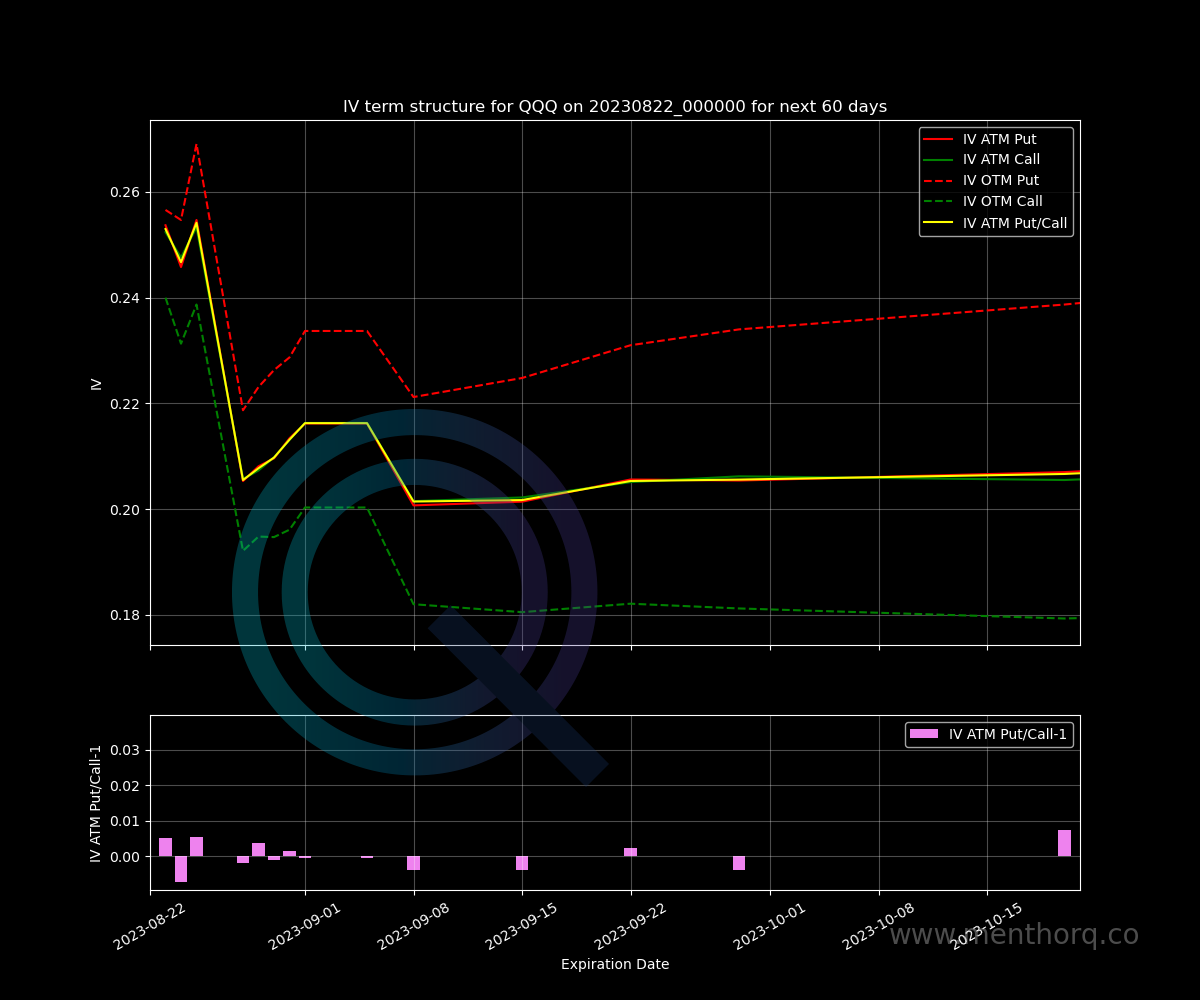 IV term structure for QQQ on 20230822_000000 for next 60 days
IV ATM Put
IV ATM Call
IV OTM Put
IV OTM Call
IV ATM Put/Call
0.26
0.24
0.22
0.20
0.18
IV
IV ATM Put/Call-1
0.03
0.02
0.01
0.00
IV ATM Put/Call-1
2023-08-22
2023-09-01
2023-09-08
2023-09-15
2023-09-22
2023-10-01
2023-10-08
2023-10-15
www.menthorq.co
Expiration Date